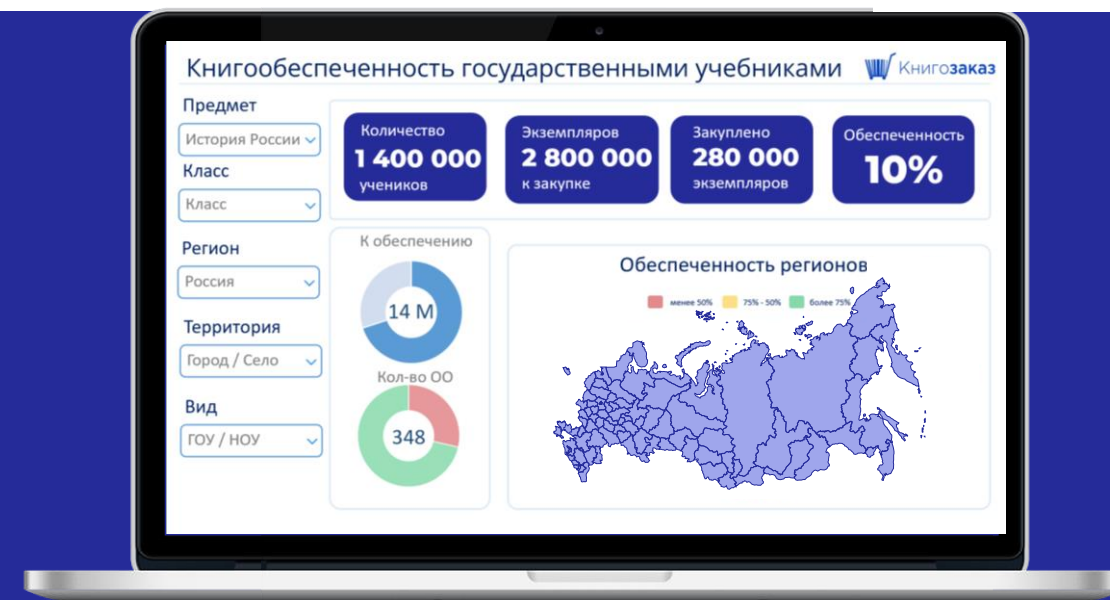 Книгообеспеченность государственными учебниками
Книгозаказ
Предмет
История России
Класс
Класс
Регион
Россия
Территория
Город / Село
Вид
ГОУ / НОУ
Количество
1 400 000
учеников
Экземпляров
2 800 000
к закупке
Закуплено
280 000
экземпляров
Обеспеченность
10%
К обеспечению
14 М
Кол-во ОО
348
Обеспеченность регионов
менее 50% 75% - 50% более 75%